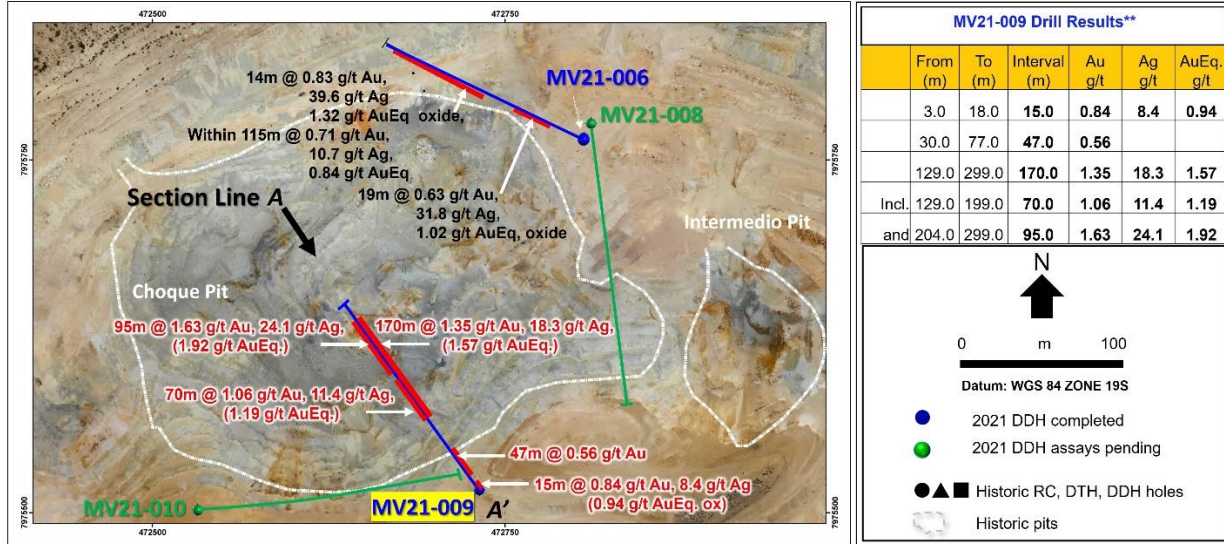 472500
472750
7975750
7975750
7975500
7975500
472500
472750
14m @ 0.83 g/t Au,
39.6 g/t Ag
1.32 g/t AuEq oxide,
Within 115m @ 0.71 g/t Au,
10.7 g/t Ag,
0.84 g/t AuEq
19m @ 0.63 g/t Au,
31.8 g/t Ag,
1.02 g/t AuEq, oxide
MV21-006
MV21-008
Section Line A
Intermedio Pit
Choque Pit
95m @ 1.63 g/t Au, 24.1 g/t Ag,
(1.92 g/t AuEq.)
170m @ 1.35 g/t Au, 18.3 g/t Ag,
(1.57 g/t AuEq.)
70m @ 1.06 g/t Au, 11.4 g/t Ag,
(1.19 g/t AuEq.)
47m @ 0.56 g/t Au
15m @ 0.84 g/t Au, 8.4 g/t Ag
(0.94 g/t AuEq. ox)
MV21-010
MV21-009
A'
MV21-009 Drill Results**
From (m) To (m) Interval (m) Au g/t Ag g/t AuEq. g/t
3.0 18.0 15.0 0.84 8.4 0.94
30.0 77.0 47.0 0.56
129.0 299.0 170.0 1.35 18.3 1.57
Incl. 129.0 199.0 70.0 1.06 11.4 1.19
and 204.0 299.0 95.0 1.63 24.1 1.92
N
0 m 100
Datum: WGS 84 ZONE 19S
2021 DDH completed
2021 DDH assays pending
Historic RC, DTH, DDH holes
Historic pits